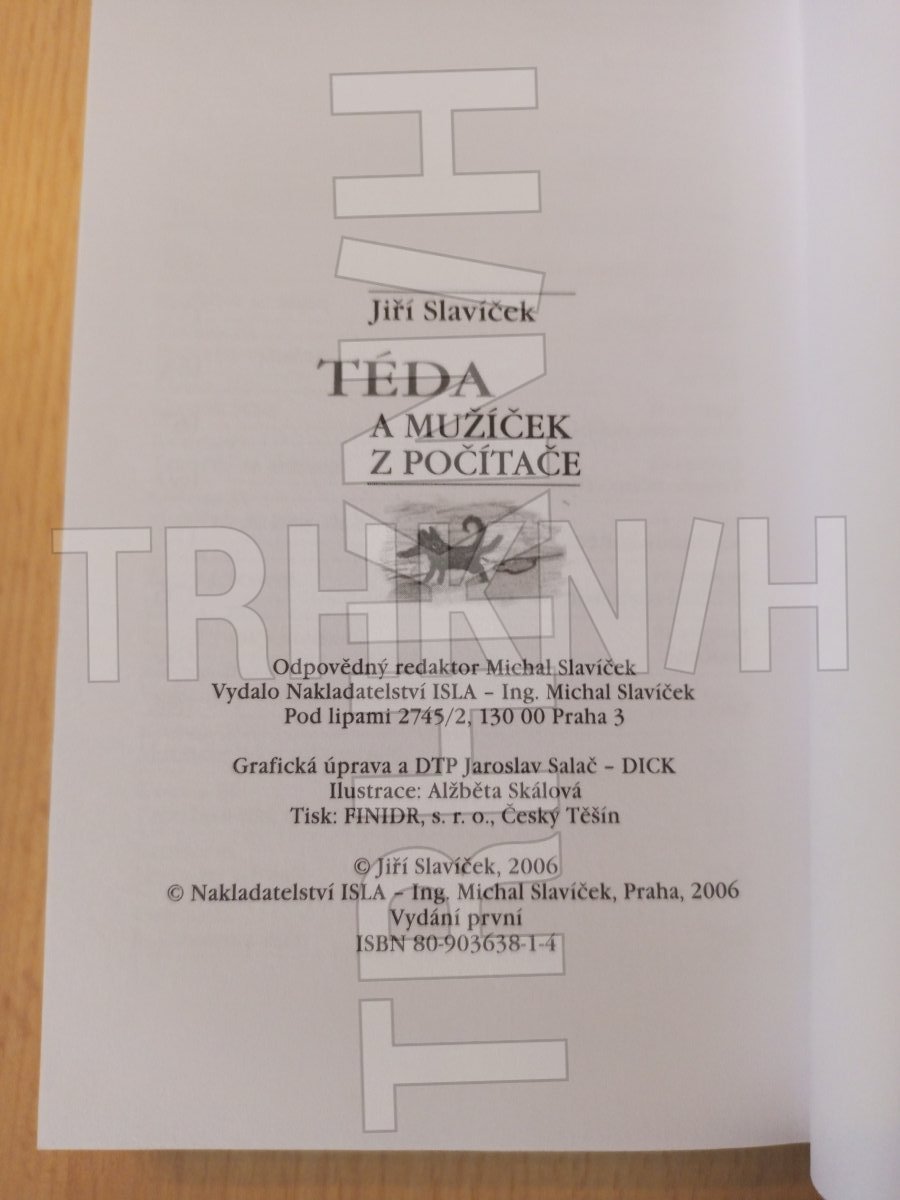 Jiří Slavíček
TÉDA
A MUŽÍČEK
Z POČÍTAČE
TRHKNIH
TRHKNIH
Odpovědný redaktor Michal Slavíček
Vydalo Nakladatelství ISLA – Ing. Michal Slavíček
Pod lipami 2745/2, 130 00 Praha 3
Grafická úprava a DTP Jaroslav Salač – DICK
Ilustrace: Alžběta Skálová
Tisk: FINIDR, s. r. o., Český Těšín
© Jiří Slavíček, 2006
© Nakladatelství ISLA – Ing. Michal Slavíček, Praha, 2006
Vydání první
ISBN 80-903638-1-4